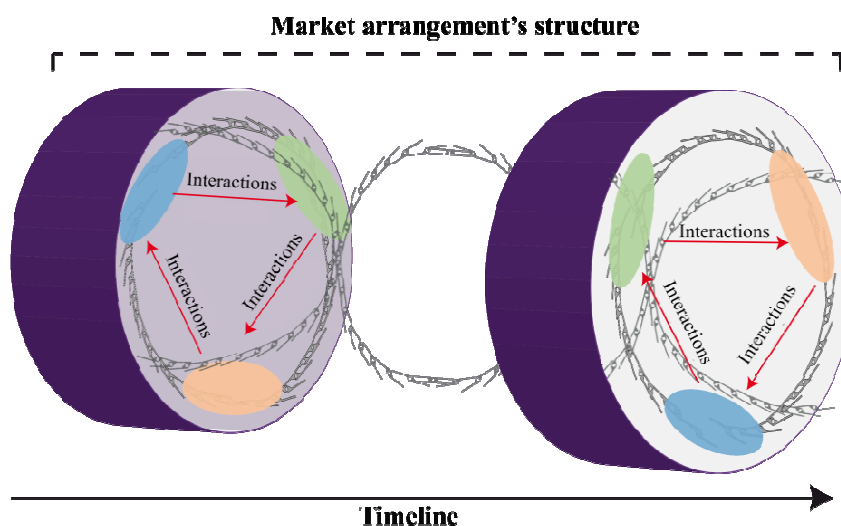 Market arrangement's structure
Interactions
Interactions
Interactions
Interactions
Interactions
Interactions
Timeline